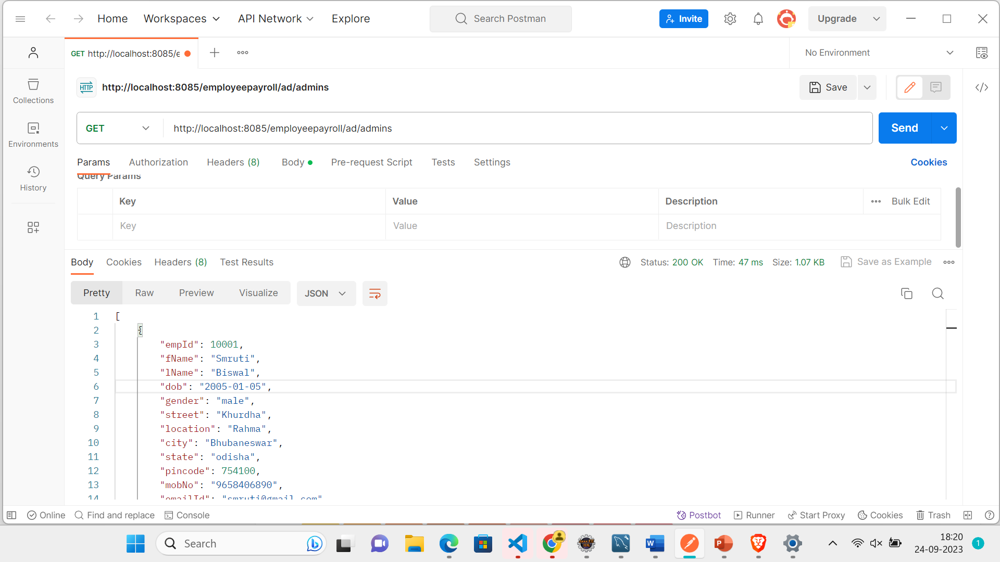 Home Workspaces API Network Explore Search Postman Invite Upgrade
GET http://localhost:8085/e No Environment
HTTP http://localhost:8085/employeepayroll/ad/admins Save
Collections
GET http://localhost:8085/employeepayroll/ad/admins Send
Environments
Params Authorization Headers (8) Body Pre-request Script Tests Settings Cookies
Query Params
History
Key Value Description Bulk Edit
Key Value Description
Body Cookies Headers (8) Test Results Status: 200 OK Time: 47 ms Size: 1.07 KB Save as Example
Pretty Raw Preview Visualize JSON
1 [
2 {
3 "empId": 10001,
4 "fName": "Smruti",
5 "lName": "Biswal",
6 "dob": "2005-01-05",
7 "gender": "male",
8 "street": "Khurdha",
9 "location": "Rahma",
10 "city": "Bhubaneswar",
11 "state": "odisha",
12 "pincode": 754100,
13 "mobNo": "9658406890",
14 "emailId": "smruti@gmail.com"
Online Find and replace Console Postbot Runner Start Proxy Cookies Trash
Search 18:20
24-09-2023 1